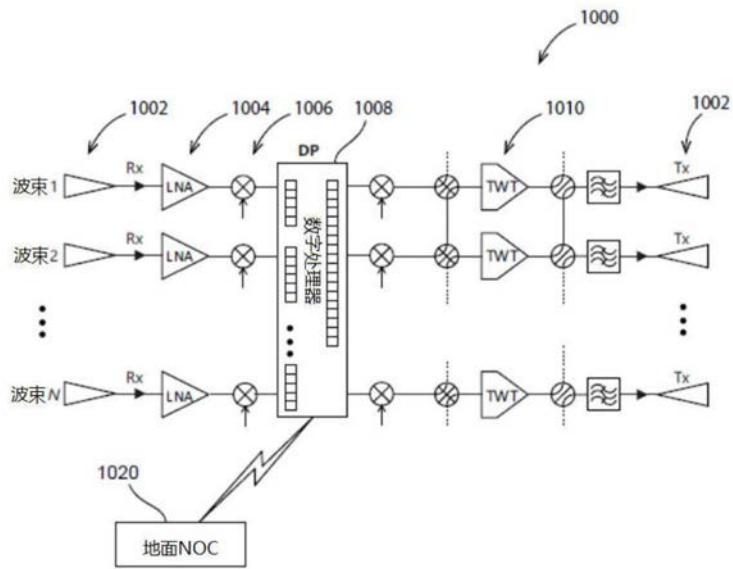 1000
1002
1004
1006
1008
1010
1002
DP
波束1
Rx
LNA
数字处理器
TWT
Tx
波束2
Rx
LNA
TWT
Tx
波束N
Rx
LNA
TWT
Tx
1020
地面NOC